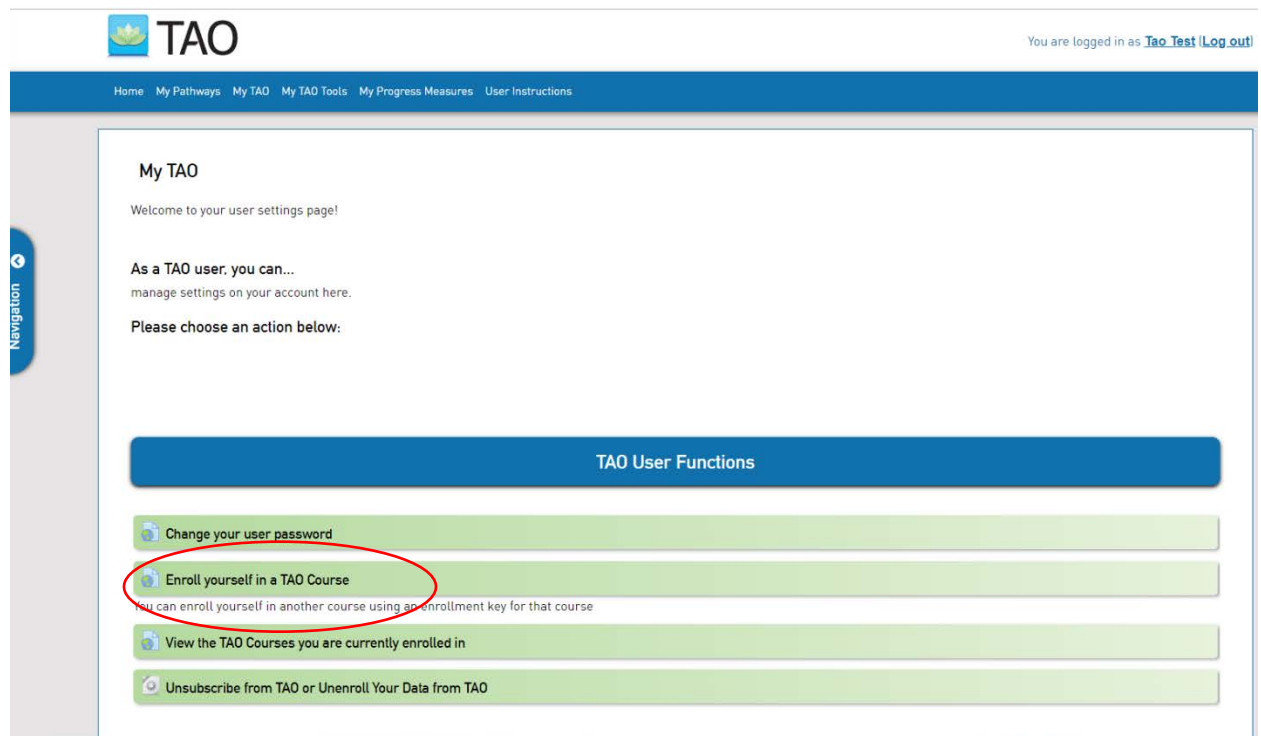 TAO
You are logged in as Tao Test (Log out)
Home My Pathways My TAO My TAO Tools My Progress Measures User Instructions
My TAO
Welcome to your user settings page!
Navigation
As a TAO user, you can...
manage settings on your account here.
Please choose an action below:
TAO User Functions
Change your user password
Enroll yourself in a TAO Course
You can enroll yourself in another course using an enrollment key for that course
View the TAO Courses you are currently enrolled in
Unsubscribe from TAO or Unenroll Your Data from TAO